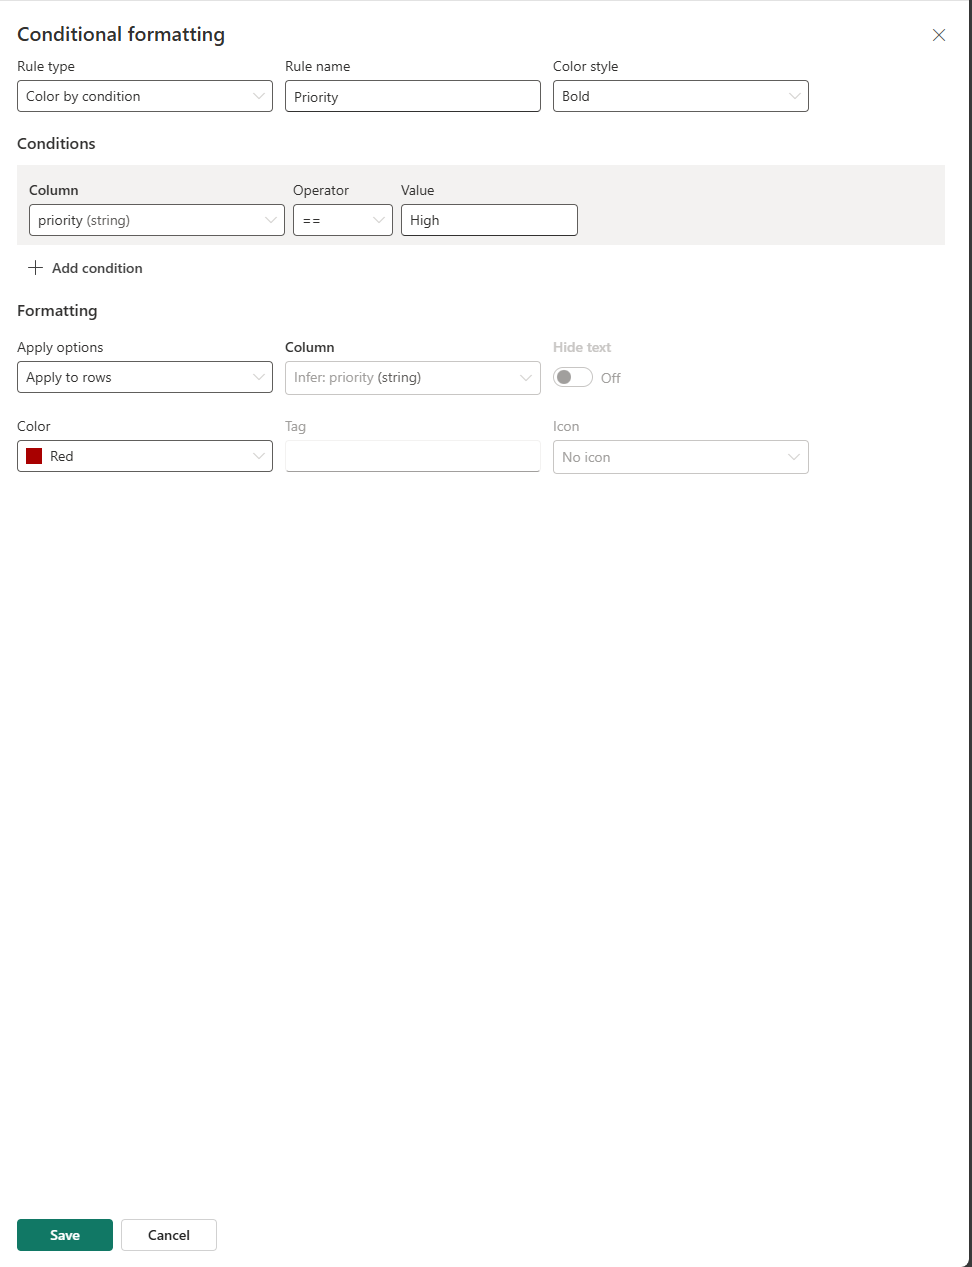 Conditional formatting
Rule type Rule name Color style
Color by condition Priority Bold
Conditions
Column Operator Value
priority (string) == High
Add condition
Formatting
Apply options Column Hide text
Apply to rows Infer: priority (string) Off
Color Tag Icon
Red No icon
Save Cancel